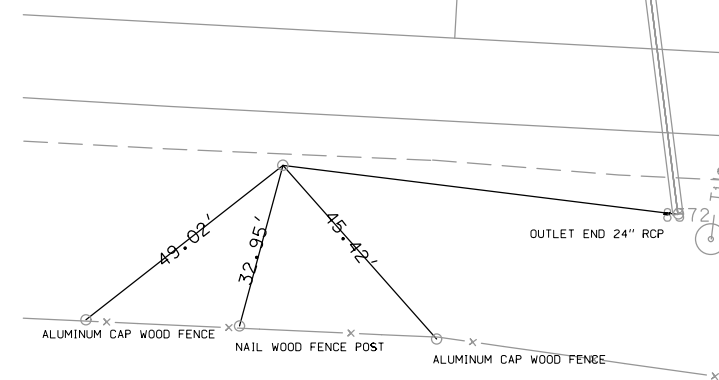 49.02'
32.95'
45.42'
OUTLET END 24" RCP
ALUMINUM CAP WOOD FENCE
NAIL WOOD FENCE POST
ALUMINUM CAP WOOD FENCE